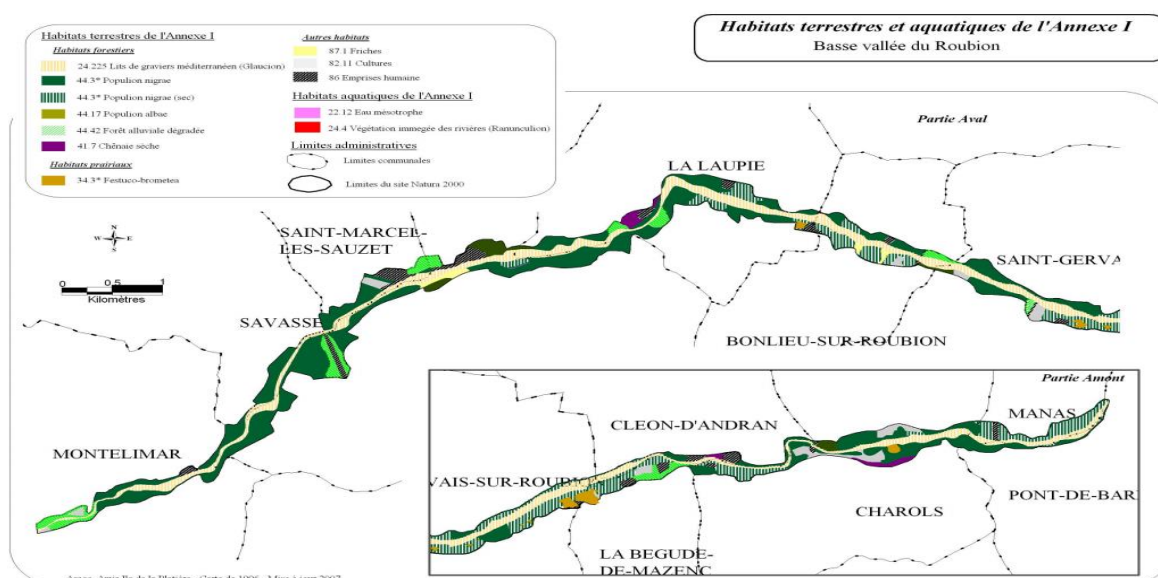 Habitats terrestres et aquatiques de l'Annexe I
Basse vallée du Roubion
Habitats terrestres de l'Annexe I
Habitats forestiers
24.225 Lits de graviers méditerranéen (Glaucion)
44.3* Populion nigrae
44.3* Populion nigrae (sec)
44.17 Populion albae
44.42 Forêt alluviale dégradée
41.7 Chênaie sèche
Habitats prairiaux
34.3* Festuco-brometea
Autres habitats
87.1 Friches
82.11 Cultures
86 Emprises humaine
Habitats aquatiques de l'Annexe I
22.12 Eau mésotrophe
24.4 Végétation immegée des rivières (Ranunculion)
Limites administratives
Limites communales
Limites du site Natura 2000
Partie Aval
LA LAUPIE
SAINT-MARCEL-
LES-SAUZET
N
W E
S
0 0.5 1
Kilomètres
SAINT-GERVA
SAVASSE
BONLIEU-SUR-ROUBION
MONTELIMAR
Partie Amont
CLEON-D'ANDRAN
MANAS
VAIS-SUR-ROUBIO
PONT-DE-BAR
CHAROLS
LA BEGUDE-
DE-MAZENC